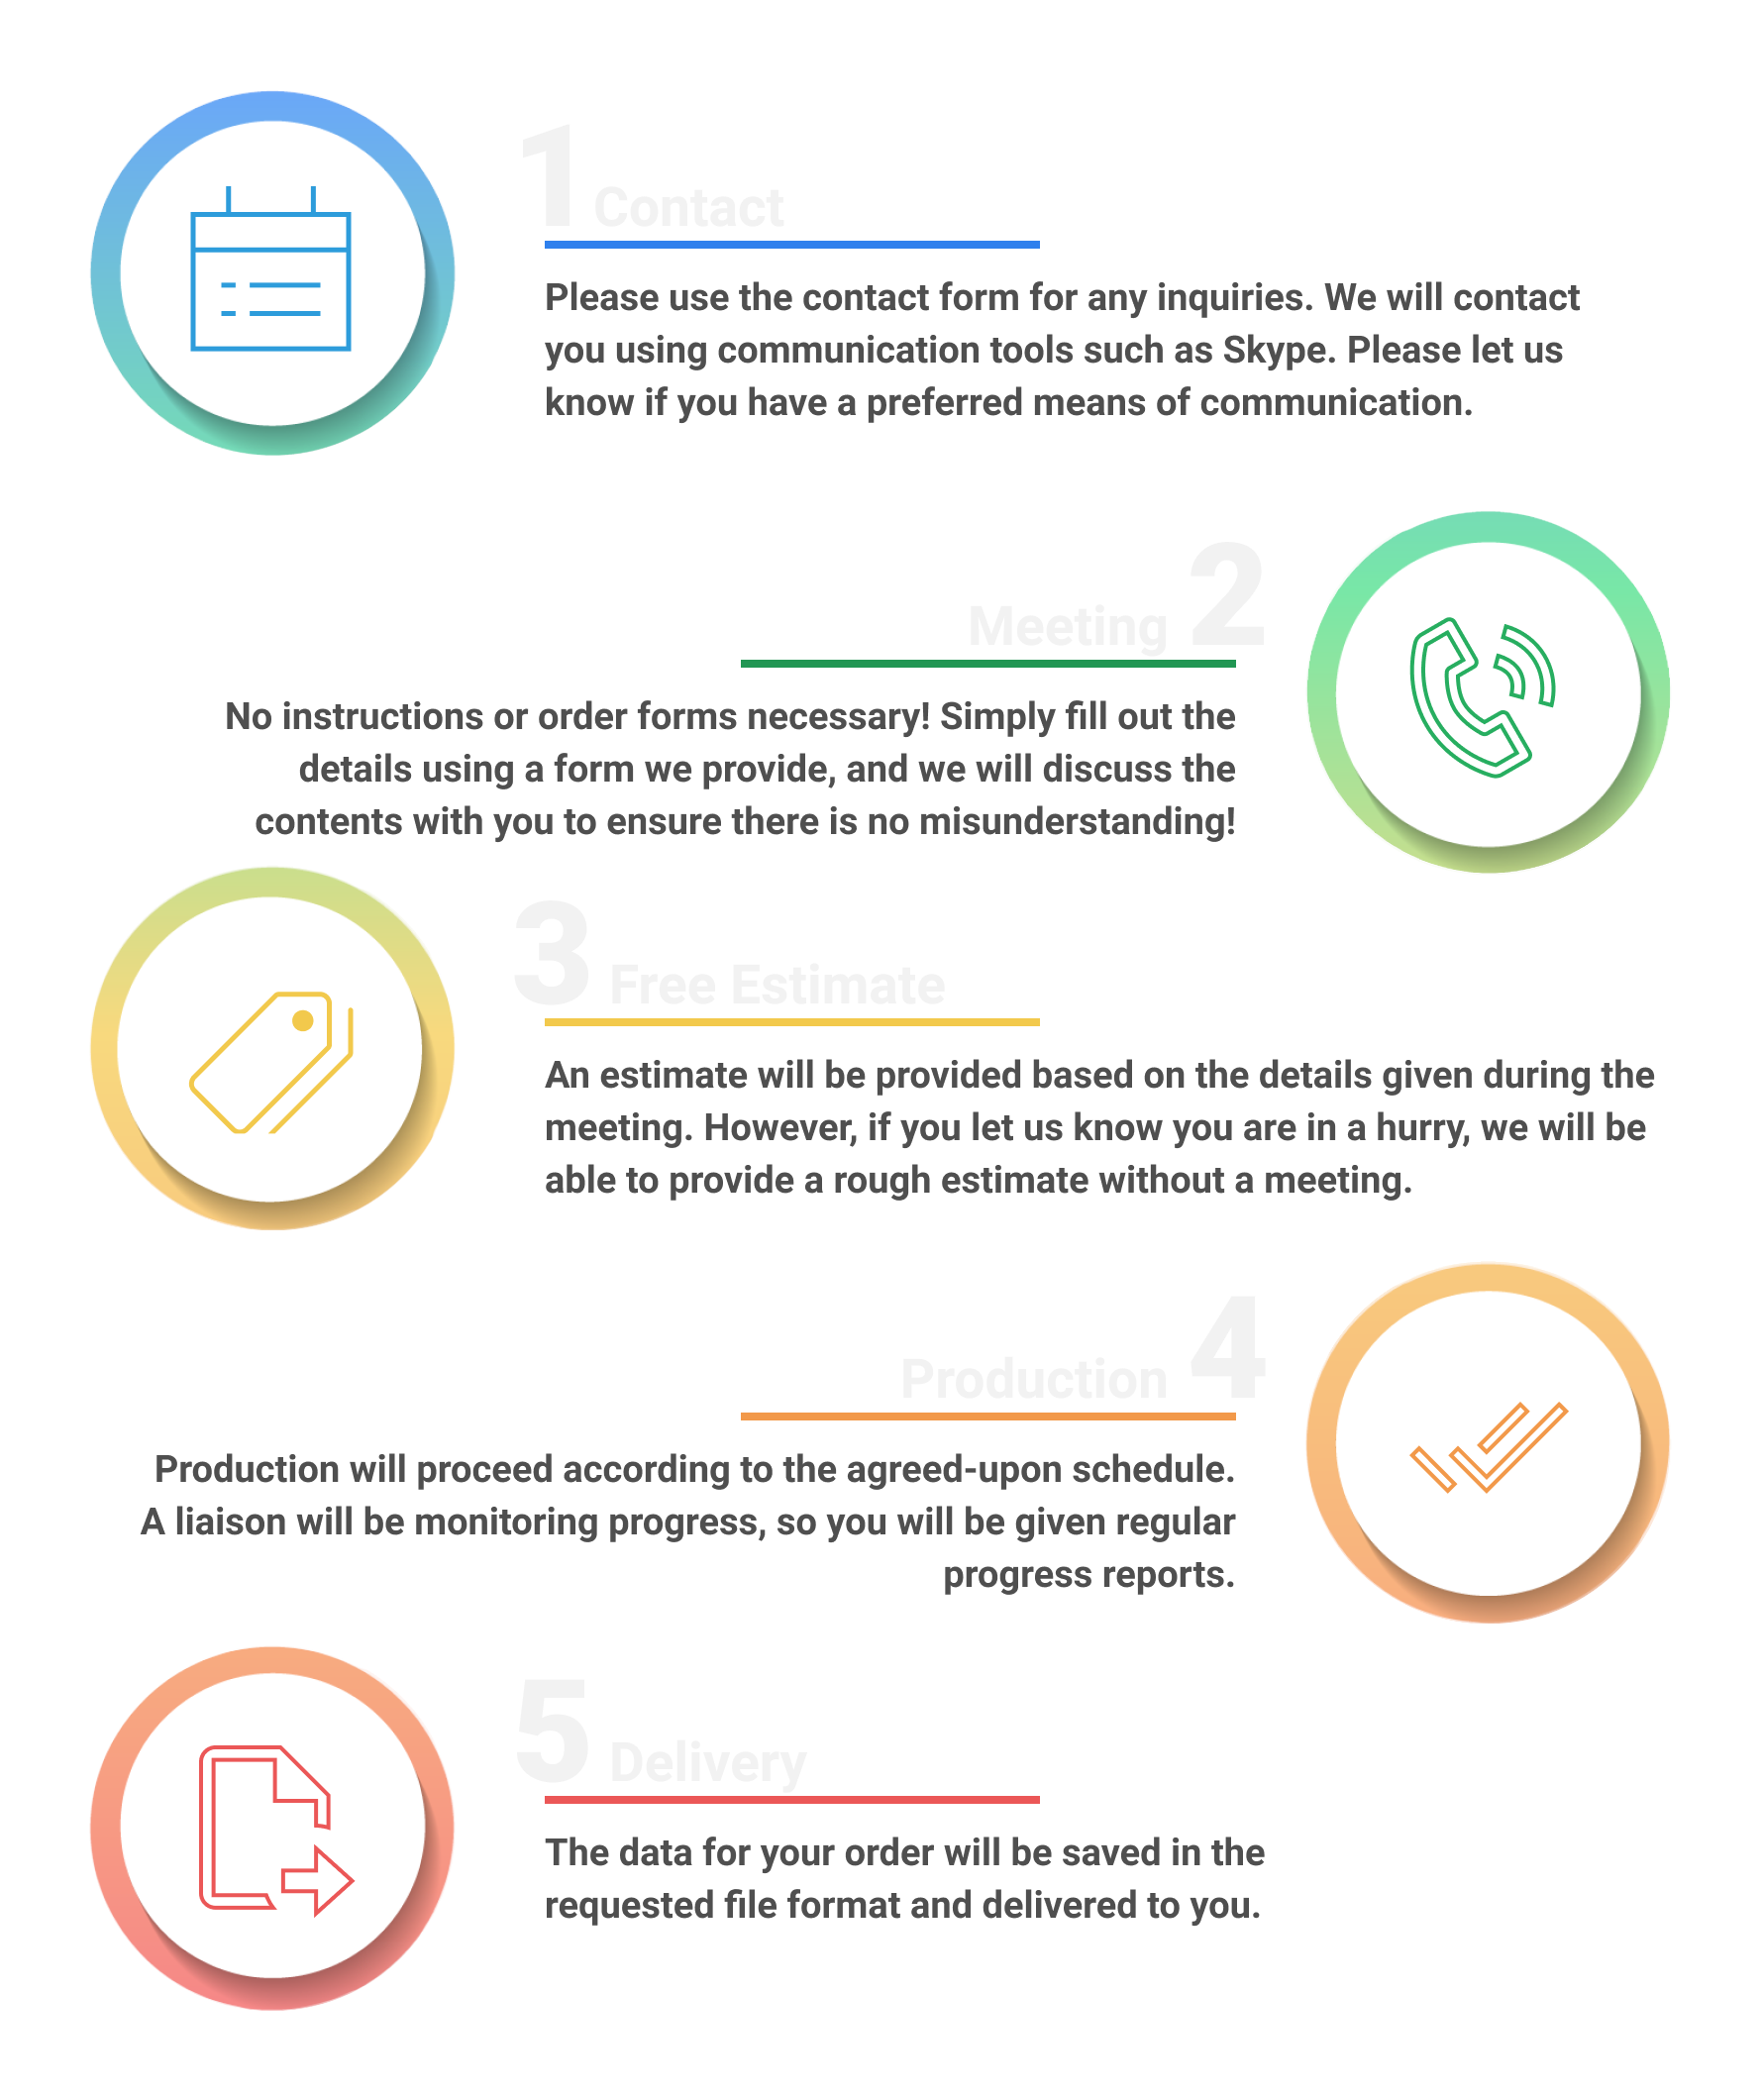 1 Contact
Please use the contact form for any inquiries. We will contact
you using communication tools such as Skype. Please let us
know if you have a preferred means of communication.
Meeting 2
No instructions or order forms necessary! Simply fill out the
details using a form we provide, and we will discuss the
contents with you to ensure there is no misunderstanding!
3 Free Estimate
An estimate will be provided based on the details given during the
meeting. However, if you let us know you are in a hurry, we will be
able to provide a rough estimate without a meeting.
Production 4
Production will proceed according to the agreed-upon schedule.
A liaison will be monitoring progress, so you will be given regular
progress reports.
5 Delivery
The data for your order will be saved in the
requested file format and delivered to you.